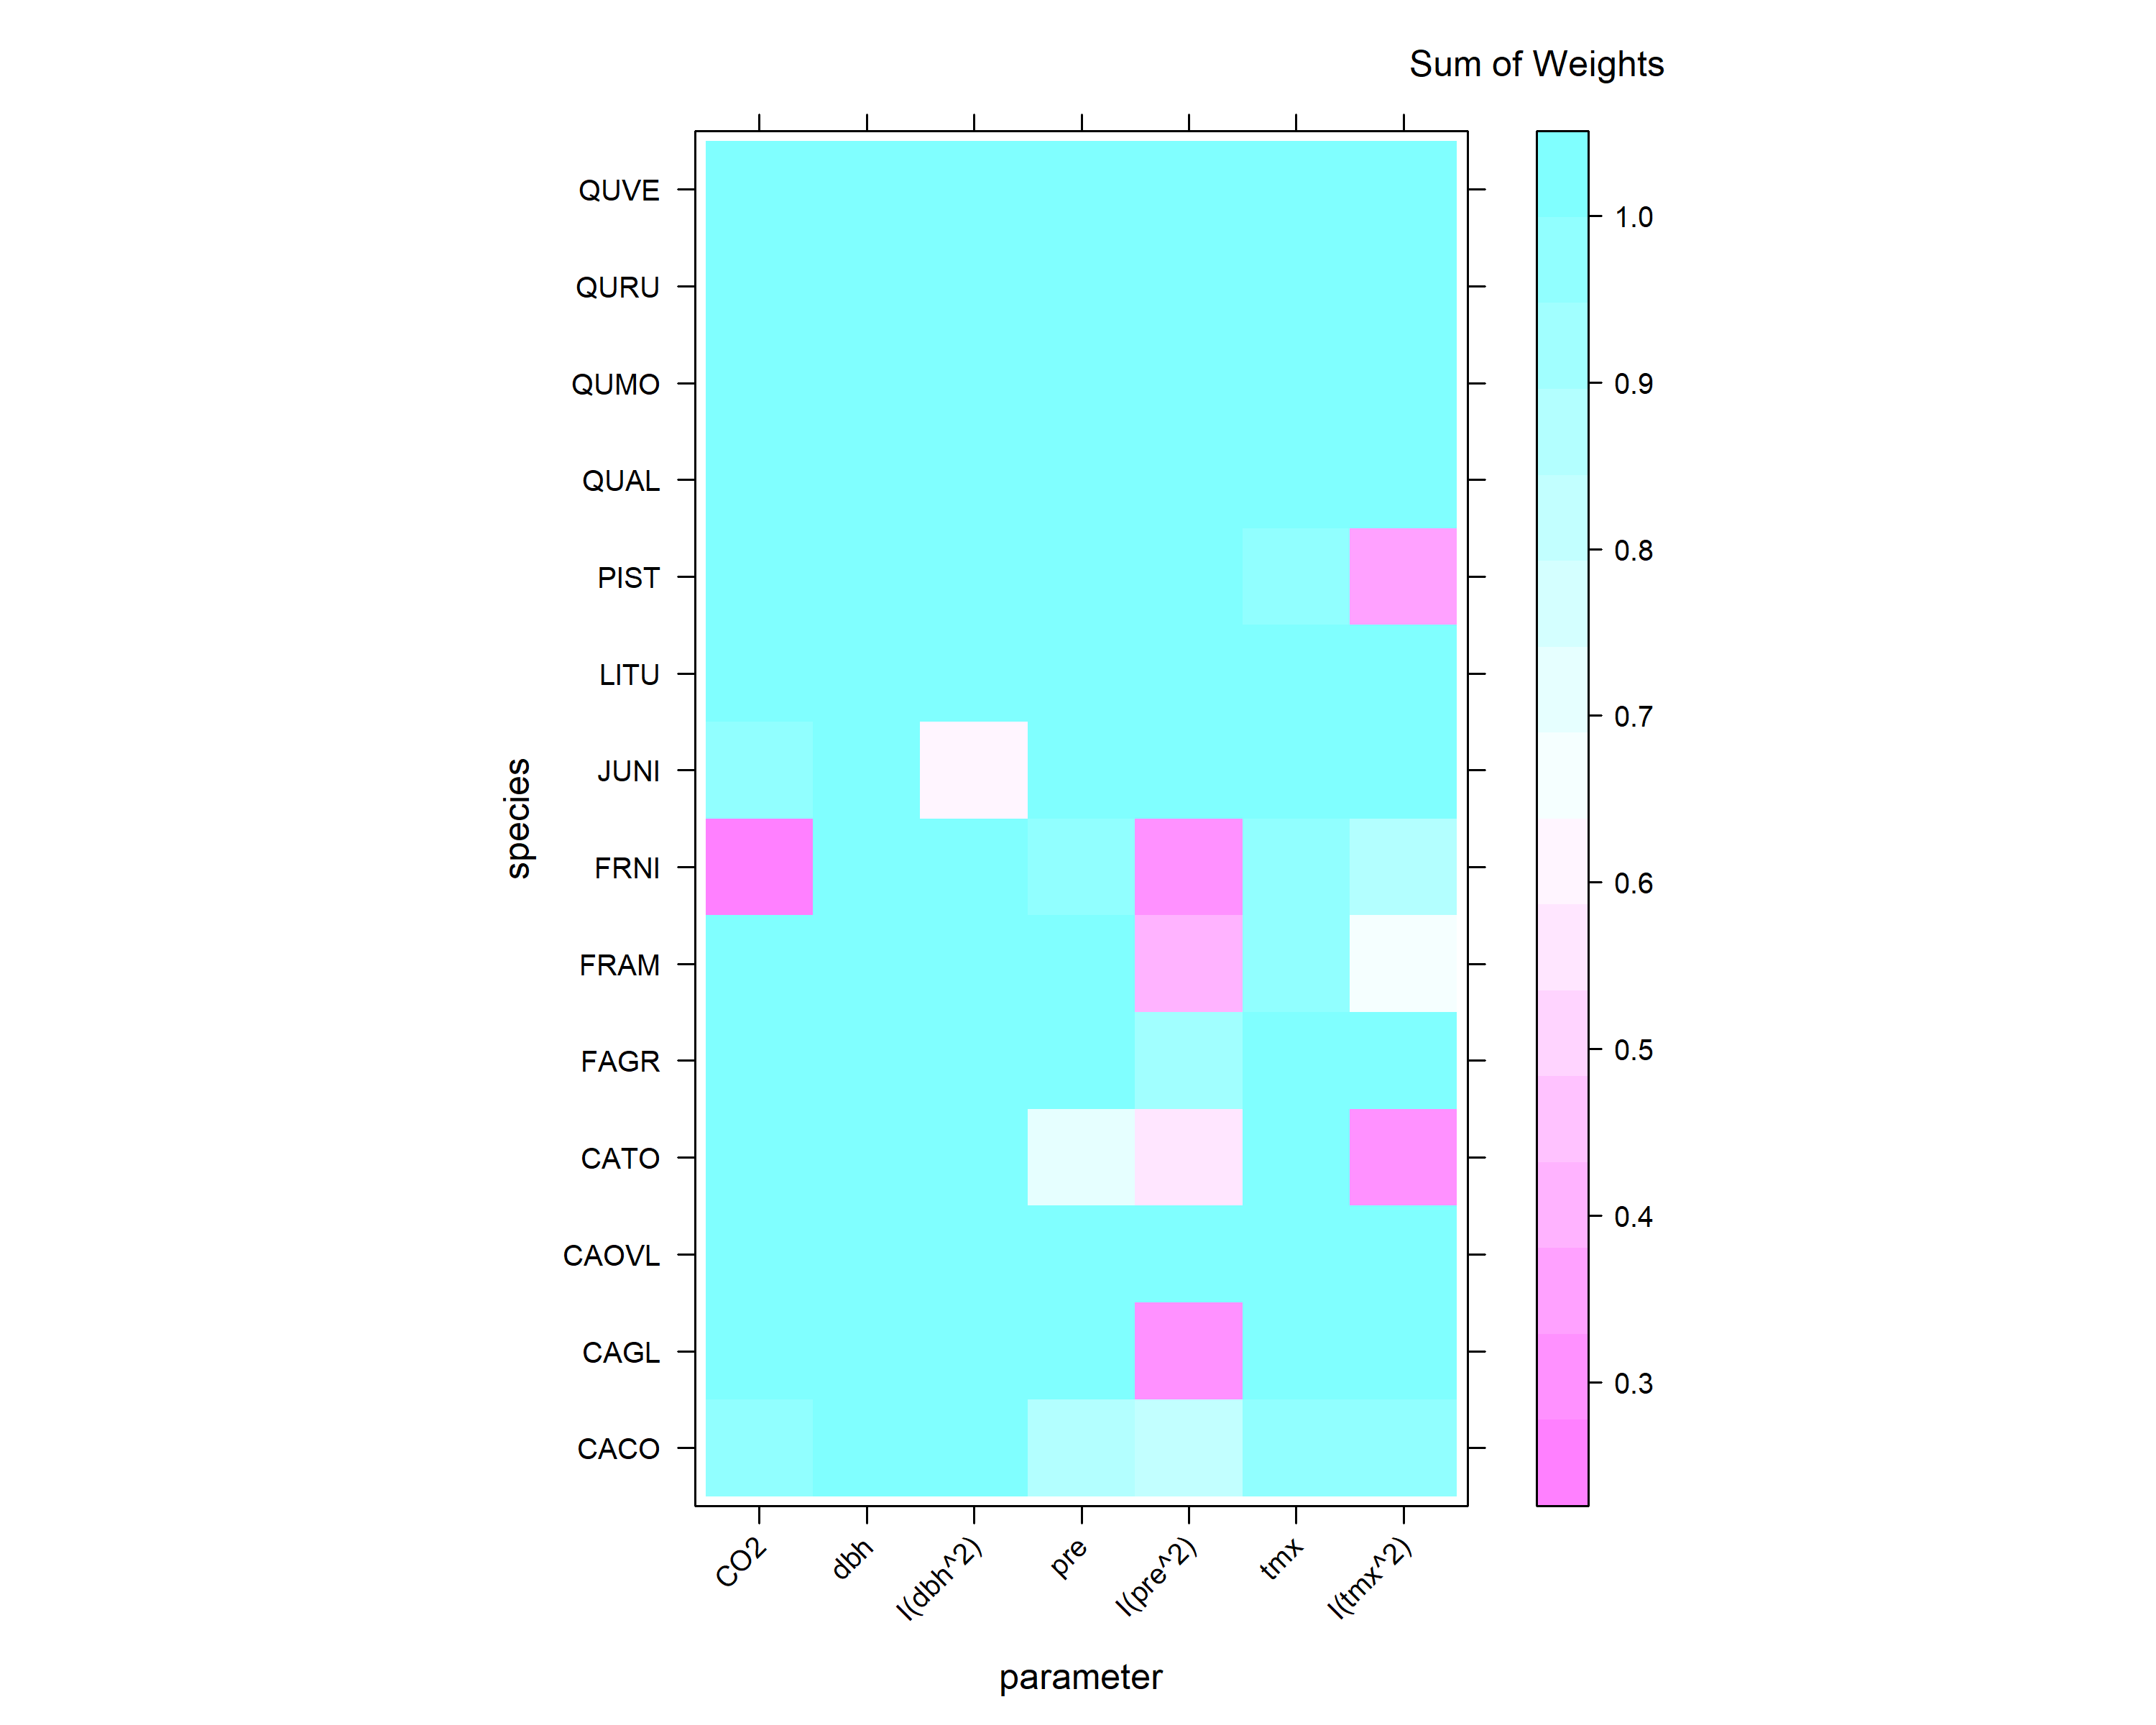 Sum of Weights
QUVE
QURU
QUMO
QUAL
PIST
LITU
JUNI
FRNI
FRAM
FAGR
CATO
CAOVL
CAGL
CACO
species
1.0
0.9
0.8
0.7
0.6
0.5
0.4
0.3
CO2
dbh
I(dbh^2)
pre
I(pre^2)
tmx
I(tmx^2)
parameter